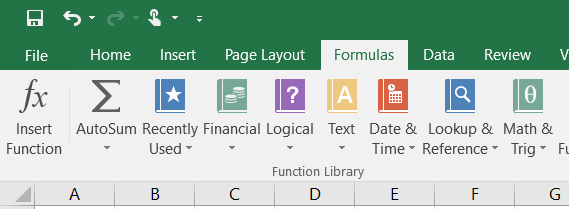 File Home Insert Page Layout Formulas Data Review V
fx Σ ? A θ
Insert AutoSum Recently Financial Logical Text Date & Lookup & Math &
Function Used Time Reference Trig Fu
Function Library
A B C D E F G